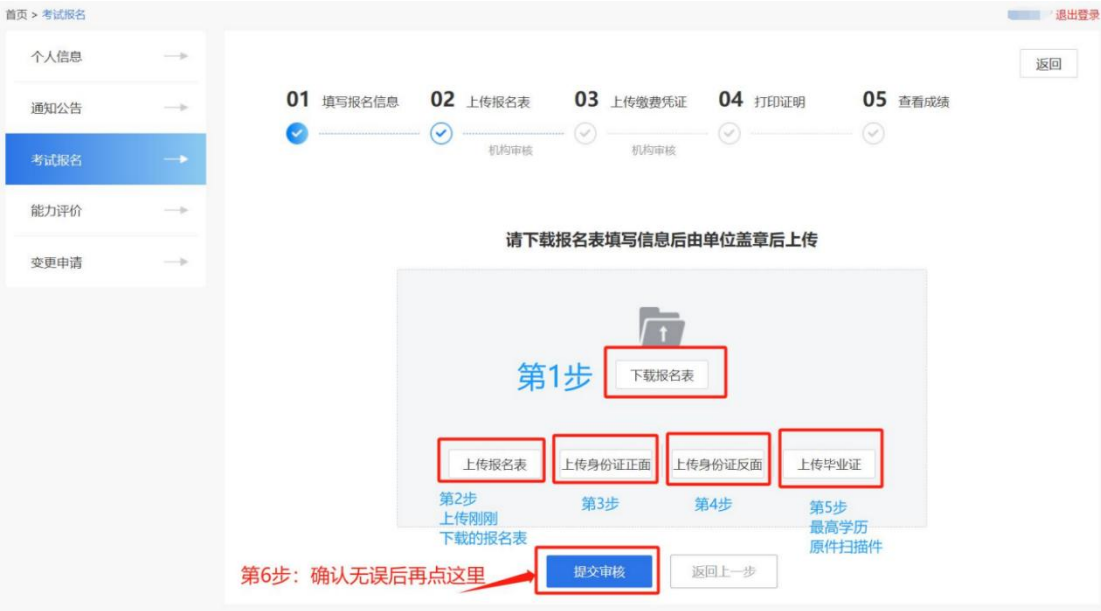 首页 > 考试报名
退出登录
个人信息
通知公告
考试报名
能力评价
变更申请
返回
01 填写报名信息 02 上传报名表 03 上传缴费凭证 04 打印证明 05 查看成绩
机构审核 机构审核
请下载报名表填写信息后由单位盖章后上传
第1步 下载报名表
上传报名表 上传身份证正面 上传身份证反面 上传毕业证
第2步
上传刚刚
下载的报名表
第3步
第4步
第5步
最高学历
原件扫描件
第6步：确认无误后再点这里 提交审核 返回上一步